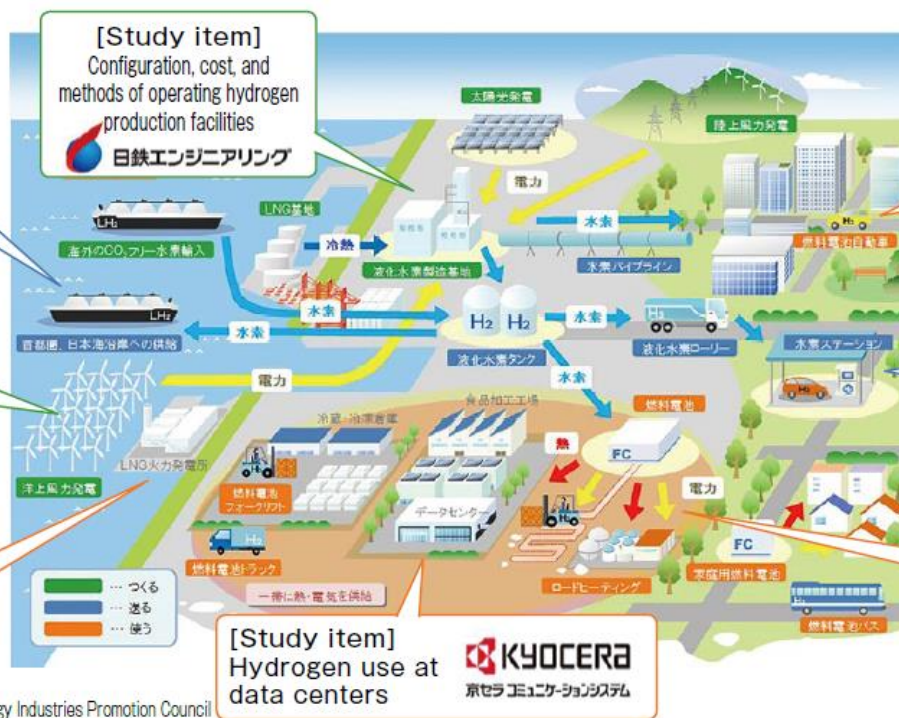 [Study item]
Configuration, cost, and
methods of operating hydrogen
production facilities
日鉄エンジニアリング
太陽光発電
陸上風力発電
電力
LNG基地
LH₂
海外のCO₂フリー水素輸入
冷熱
水素
液化水素製造基地
水素パイプライン
H₂
燃料電池自動車
水素
H₂
H₂
水素
H₂
LH₂
水素
首都圏、日本海沿岸への供給
液化水素タンク
液化水素ローリー
水素ステーション
H₂
水素
電力
食品加工工場
燃料電池
冷蔵・冷凍倉庫
熱
FC
LNG火力発電所
洋上風力発電
燃料電池
フォークリフト
データセンター
電力
H₂
燃料電池トラック
ロードヒーティング
FC
家庭用燃料電池
… つくる
… 送る
… 使う
一帯に熱・電気を供給
燃料電池バス
[Study item]
Hydrogen use at
data centers
KYOCERA
京セラ コミュニケーションシステム
gy Industries Promotion Council